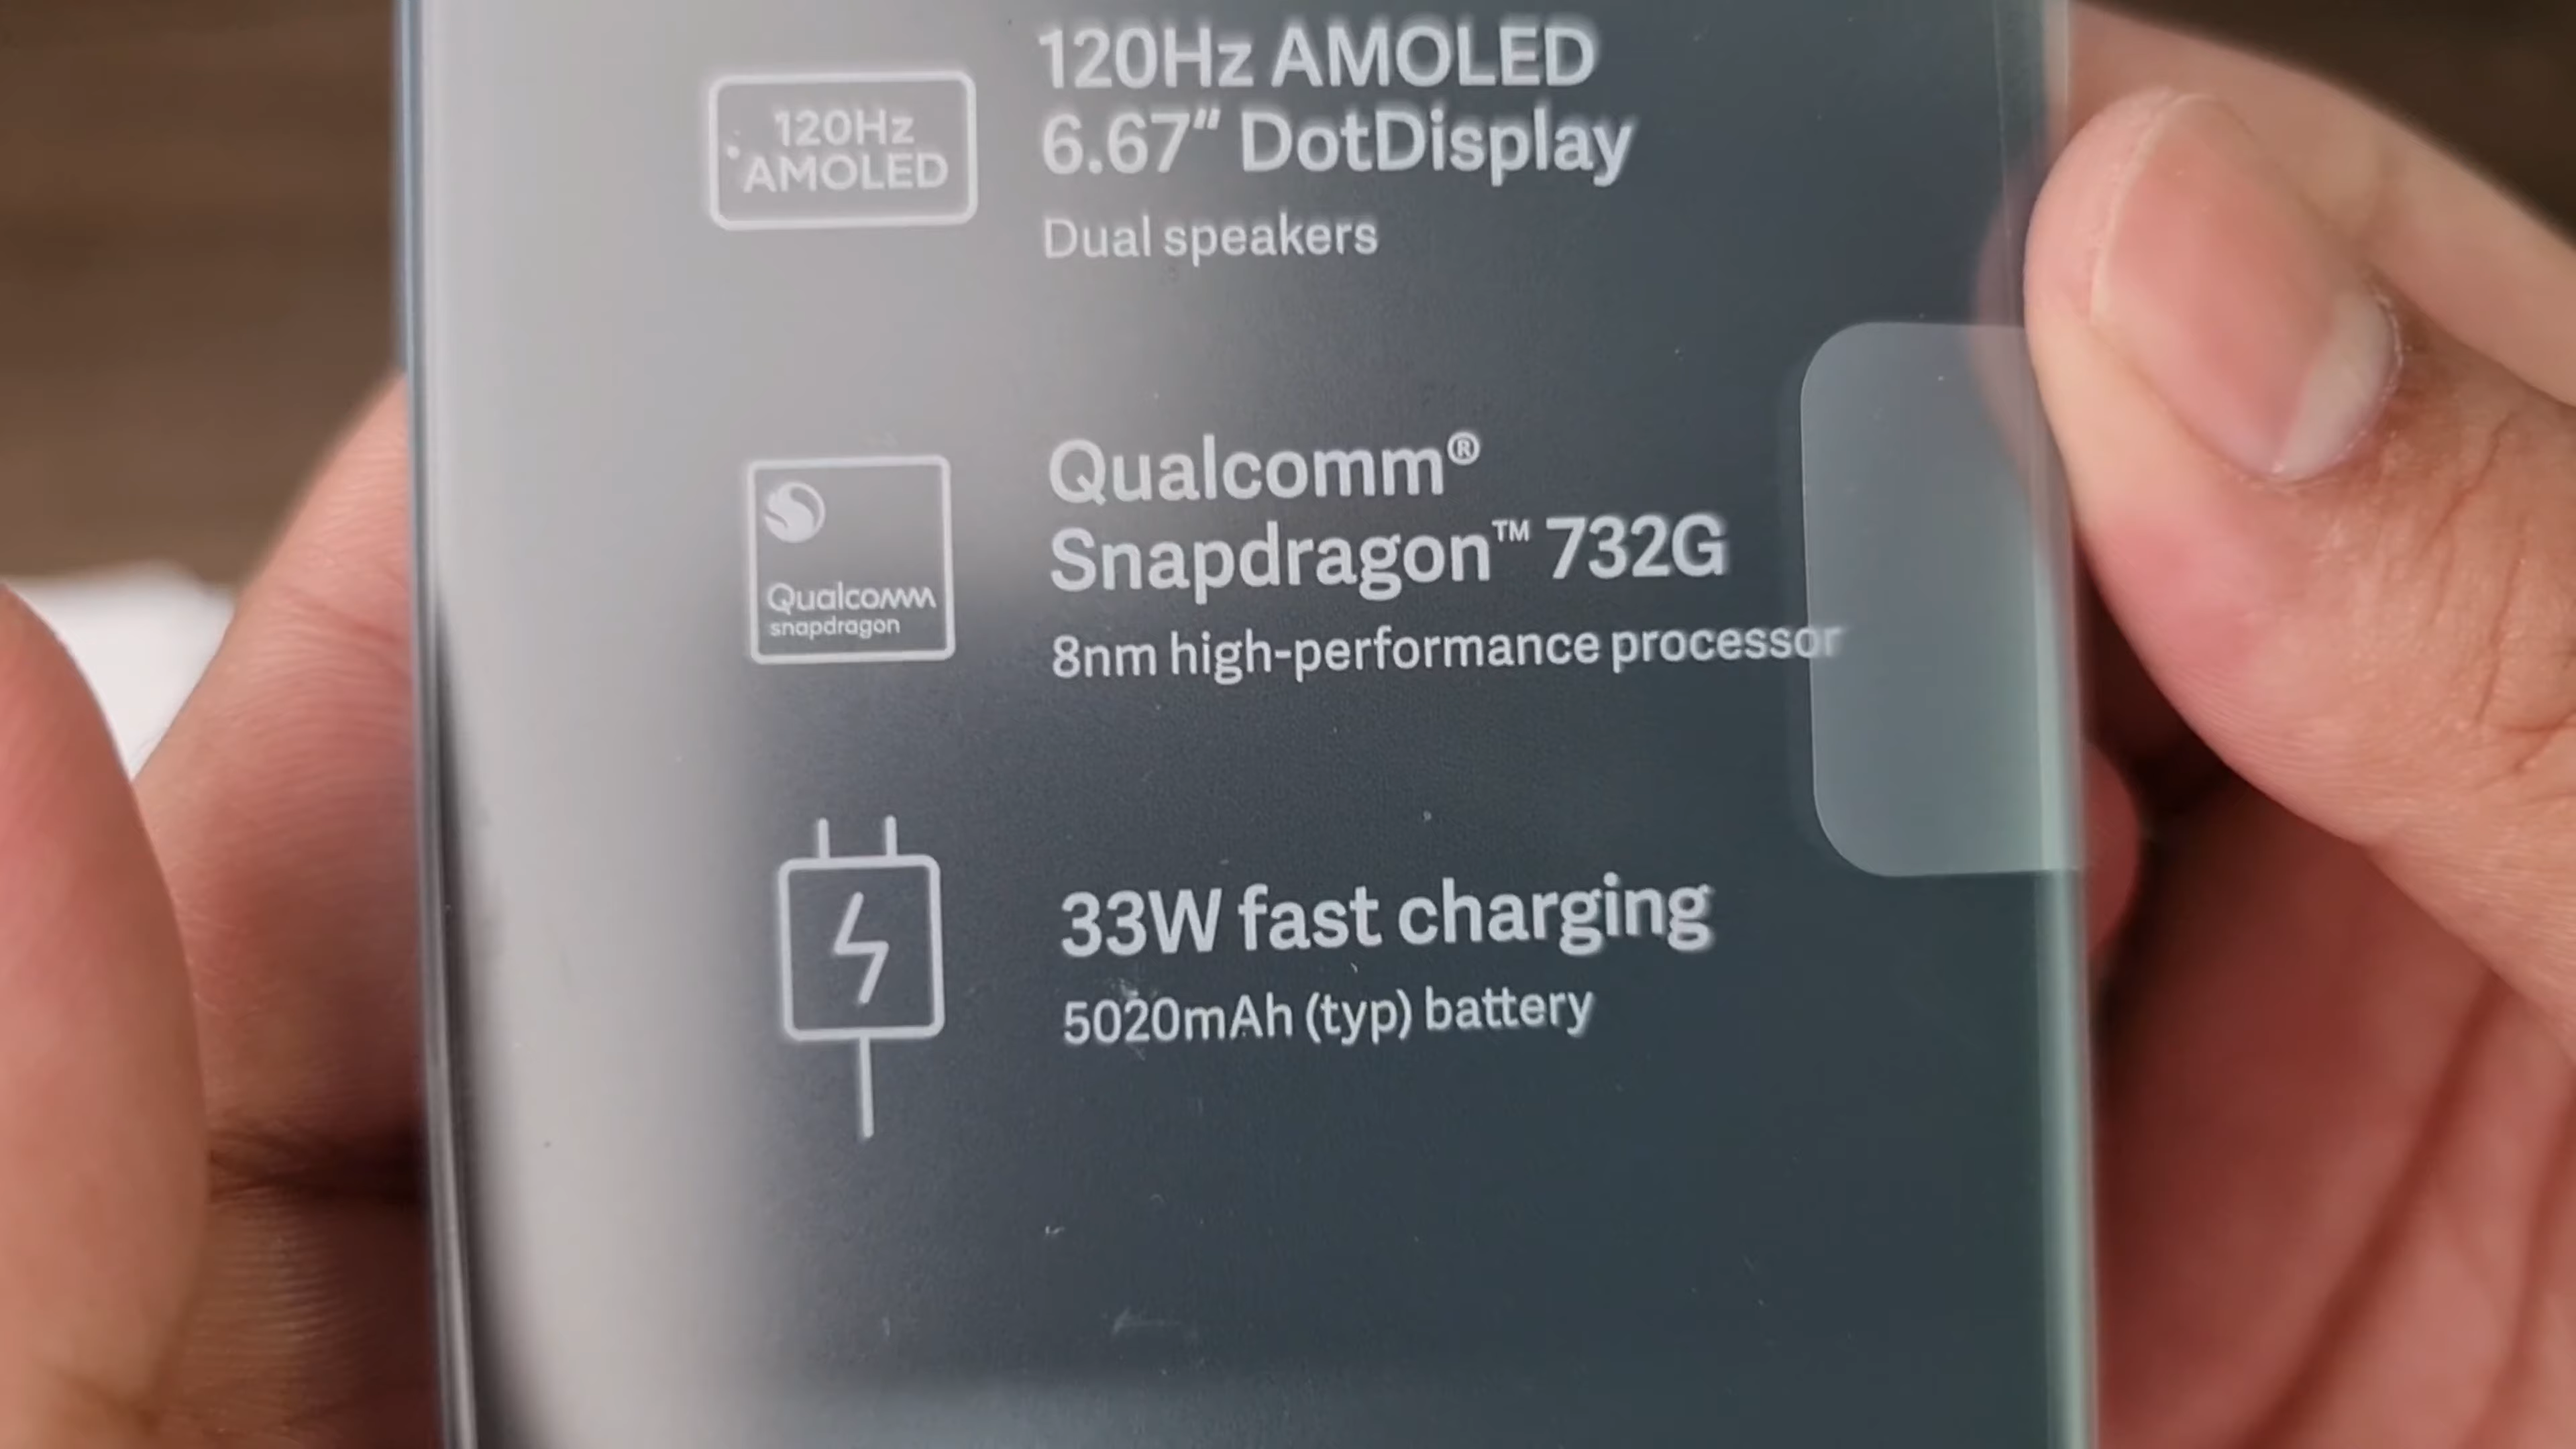 120Hz
AMOLED
120Hz AMOLED
6.67" DotDisplay
Dual speakers
Qualcomm
snapdragon
Qualcomm®
Snapdragon™ 732G
8nm high-performance processor
33W fast charging
5020mAh (typ) battery